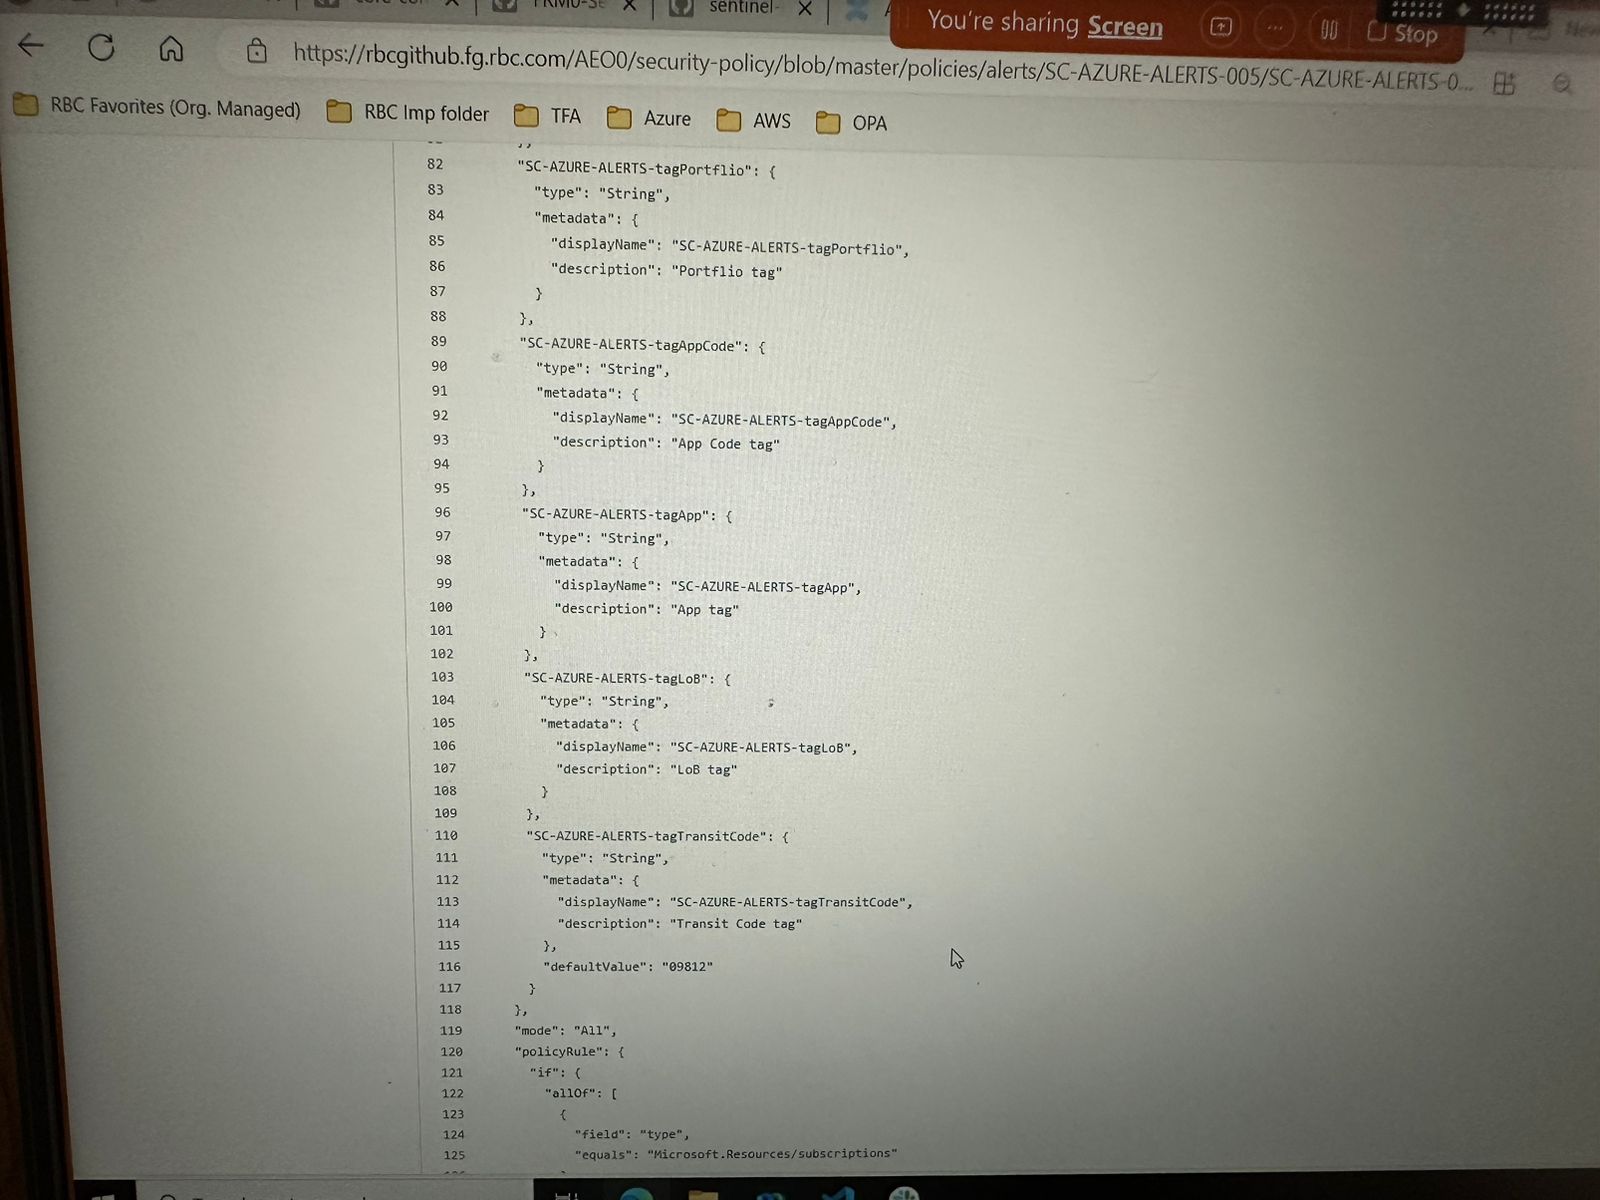 sentinel-
You're sharing Screen
Stop
https://rbcgithub.fg.rbc.com/AEO0/security-policy/blob/master/policies/alerts/SC-AZURE-ALERTS-005/SC-AZURE-ALERTS-0...
RBC Favorites (Org. Managed) RBC Imp folder TFA Azure AWS OPA
82 "SC-AZURE-ALERTS-tagPortflio": {
83 "type": "String",
84 "metadata": {
85 "displayName": "SC-AZURE-ALERTS-tagPortflio",
86 "description": "Portflio tag"
87 }
88 },
89 "SC-AZURE-ALERTS-tagAppCode": {
90 "type": "String",
91 "metadata": {
92 "displayName": "SC-AZURE-ALERTS-tagAppCode",
93 "description": "App Code tag"
94 }
95 },
96 "SC-AZURE-ALERTS-tagApp": {
97 "type": "String",
98 "metadata": {
99 "displayName": "SC-AZURE-ALERTS-tagApp",
100 "description": "App tag"
101 }
102 },
103 "SC-AZURE-ALERTS-tagLoB": {
104 "type": "String",
105 "metadata": {
106 "displayName": "SC-AZURE-ALERTS-tagLoB",
107 "description": "LoB tag"
108 }
109 },
110 "SC-AZURE-ALERTS-tagTransitCode": {
111 "type": "String",
112 "metadata": {
113 "displayName": "SC-AZURE-ALERTS-tagTransitCode",
114 "description": "Transit Code tag"
115 },
116 "defaultValue": "09812"
117 }
118 },
119 "mode": "All",
120 "policyRule": {
121 "if": {
122 "allOf": [
123 {
124 "field": "type",
125 "equals": "Microsoft.Resources/subscriptions"